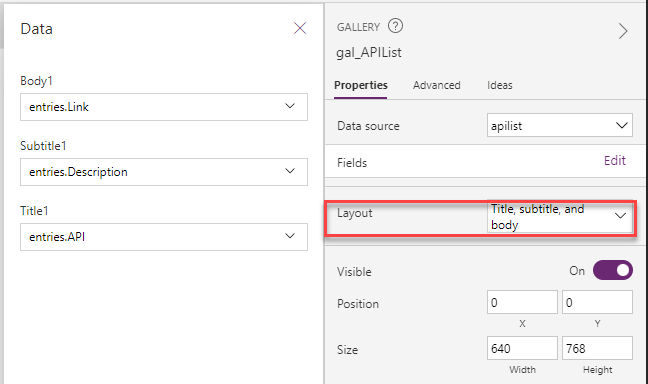 Data
Body1
entries.Link
Subtitle1
entries.Description
Title1
entries.API
GALLERY ?
gal_APIList
Properties Advanced Ideas
Data source apilist
Fields Edit
Layout Title, subtitle, and
body
Visible On
Position 0 0
X Y
Size 640 768
Width Height